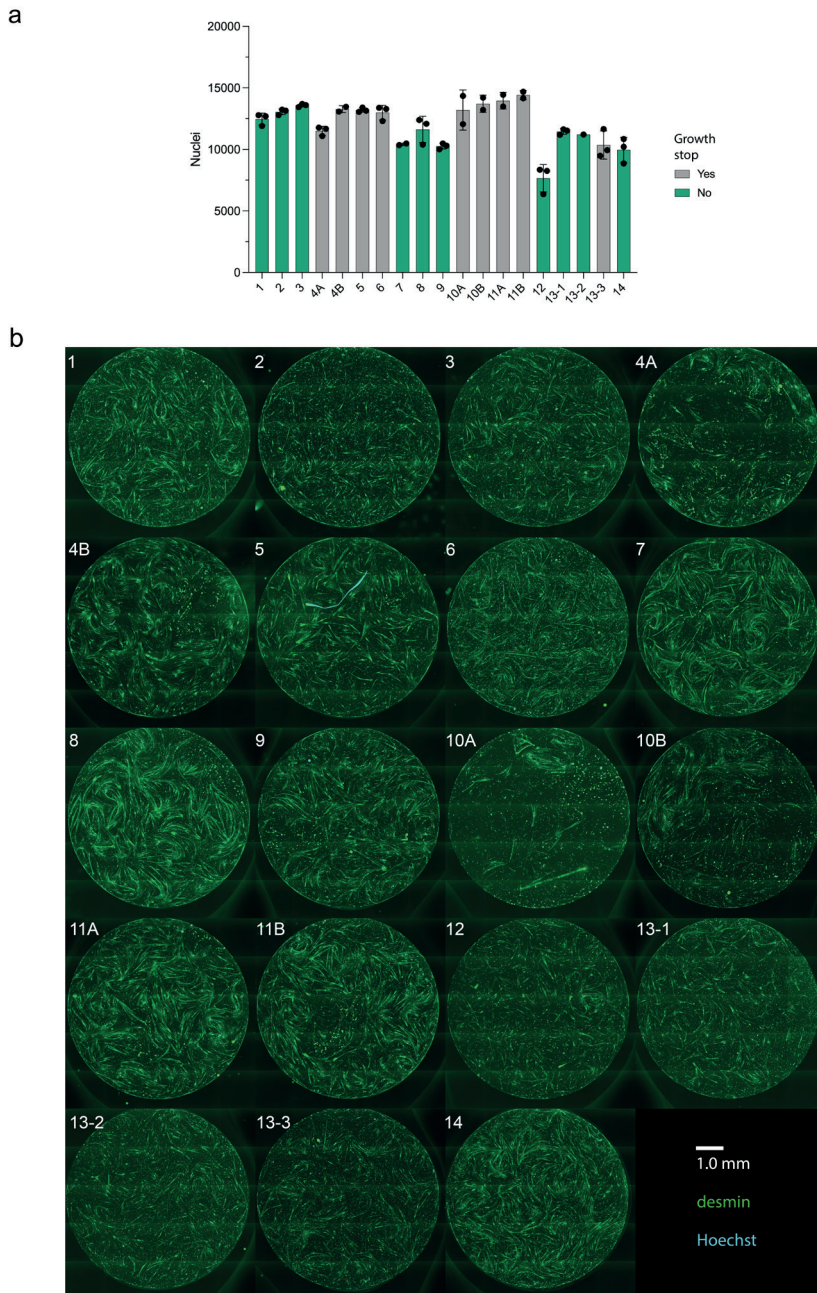 a
20000
15000
10000
5000
0
Nuclei
1 2 3 4A 4B 5 6 7 8 9 10A 10B 11A 11B 12 13-1 13-2 13-3 14
Growth
stop
Yes
No
b
1 2 3 4A
4B 5 6 7
8 9 10A 10B
11A 11B 12 13-1
13-2 13-3 14
1.0 mm
desmin
Hoechst